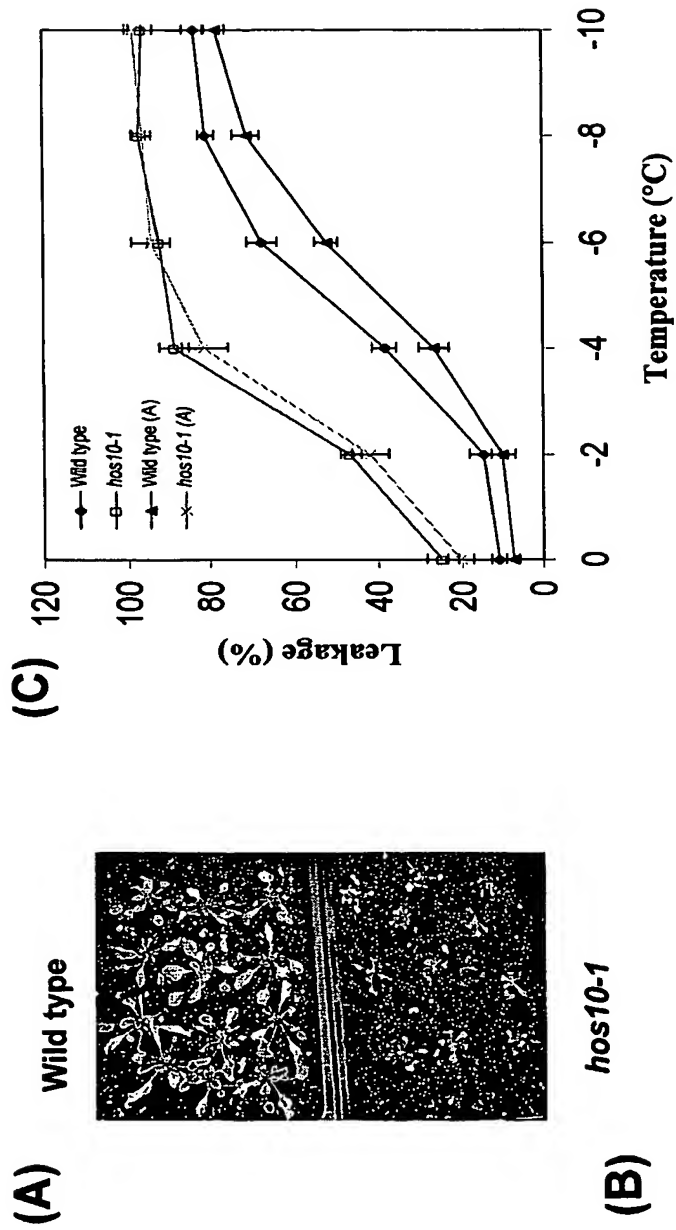 (A)
Wild type
(B)
hos10-1
(C)
120
100
80
60
40
20
0
Leakage (%)
Wild type
hos10-1
Wild type (A)
hos10-1 (A)
0
-2
-4
-6
-8
-10
Temperature (°C)